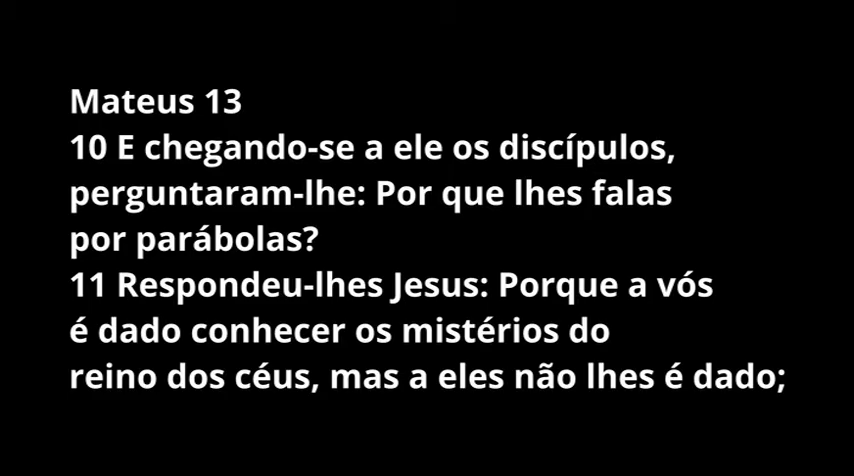 Mateus 13
10 E chegando-se a ele os discípulos,
perguntaram-lhe: Por que lhes falas
por parábolas?
11 Respondeu-lhes Jesus: Porque a vós
é dado conhecer os mistérios do
reino dos céus, mas a eles não lhes é dado;